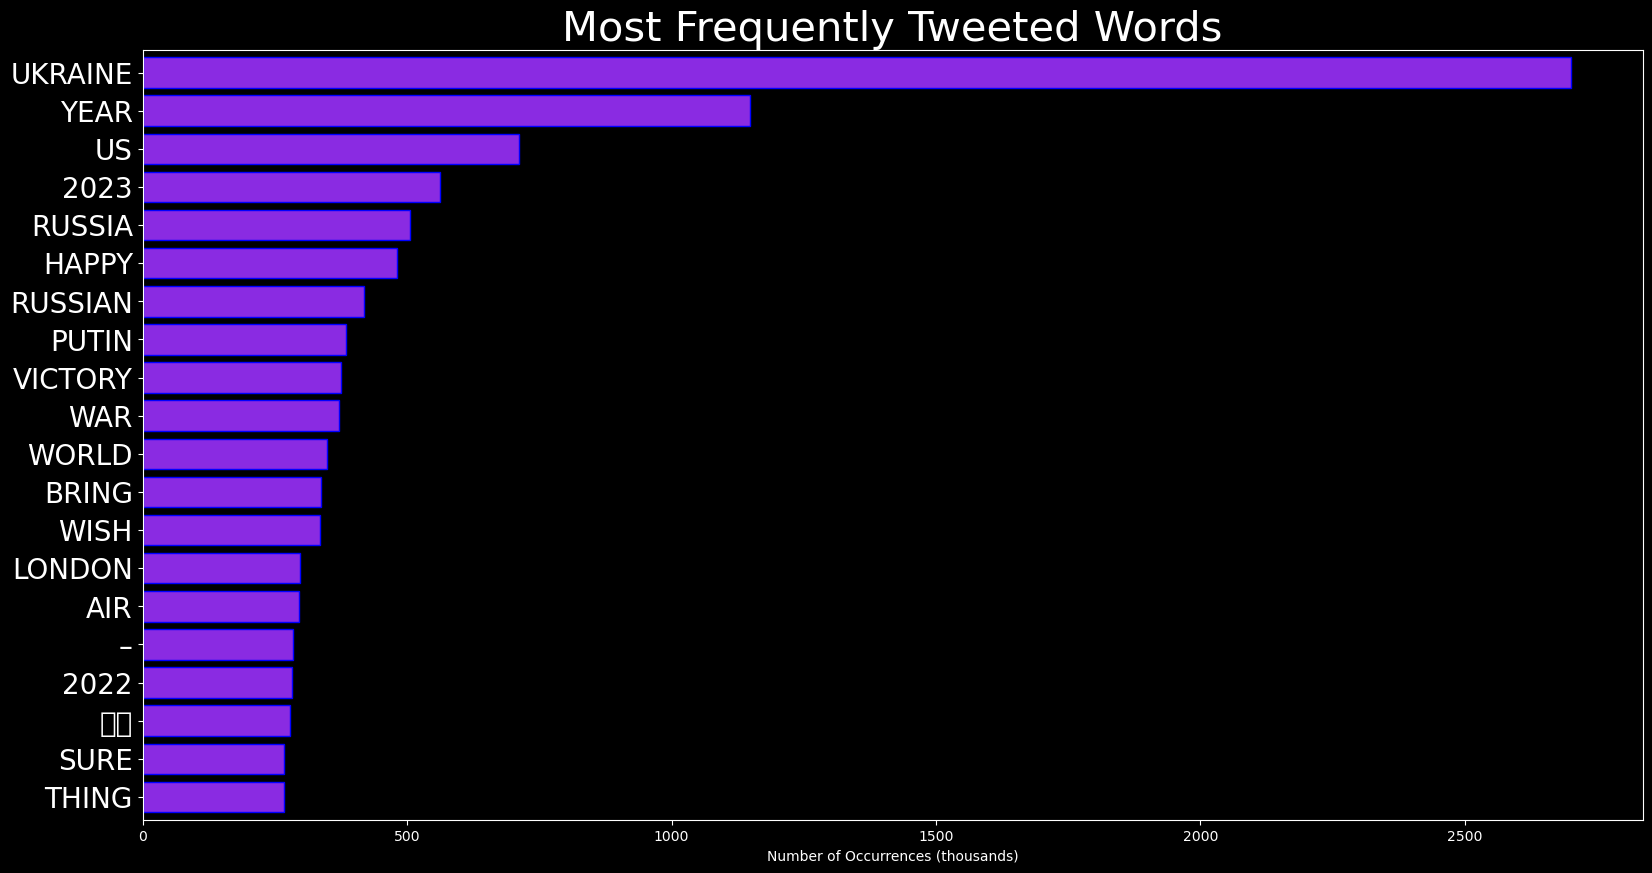 Most Frequently Tweeted Words
UKRAINE
YEAR
US
2023
RUSSIA
HAPPY
RUSSIAN
PUTIN
VICTORY
WAR
WORLD
BRING
WISH
LONDON
AIR
–
2022
SURE
THING
0 500 1000 1500 2000 2500
Number of Occurrences (thousands)